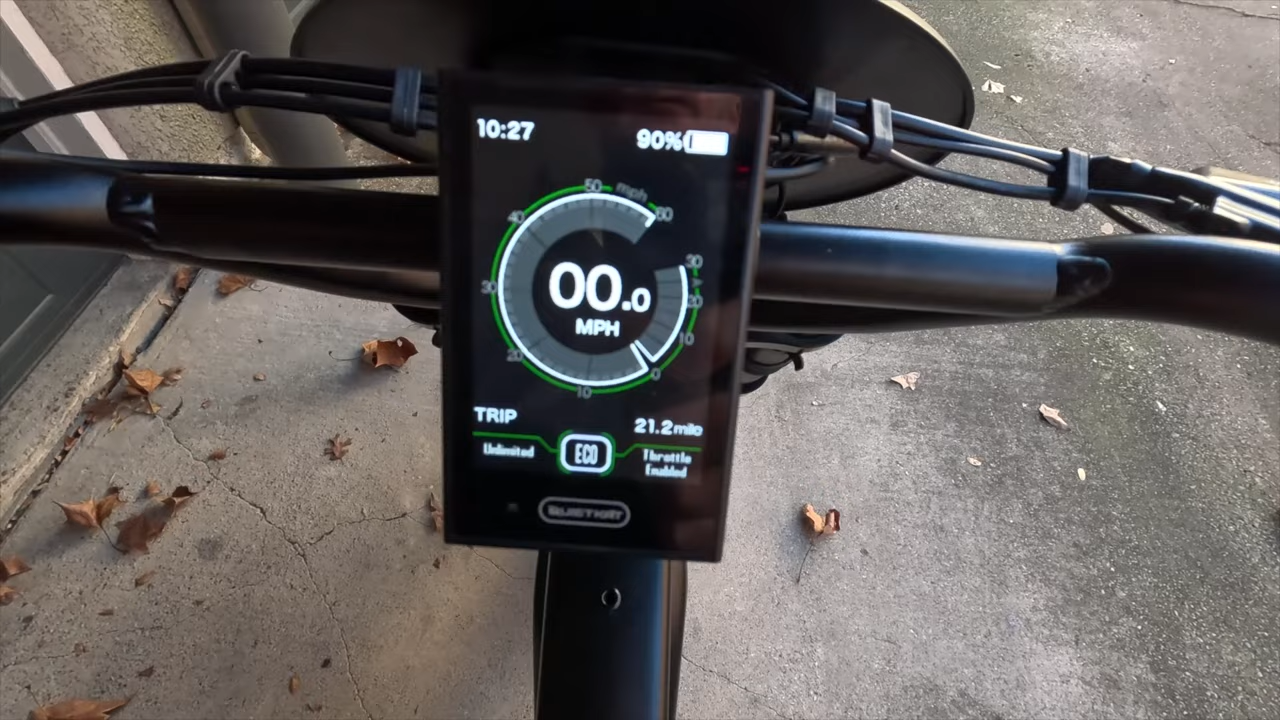 10:27
90%
mph
50
60
40
30
30
20
20
10
10
0
00.0
MPH
TRIP
21.2mile
Unlimited
ECO
Throttle
Enabled
QUIETKAT